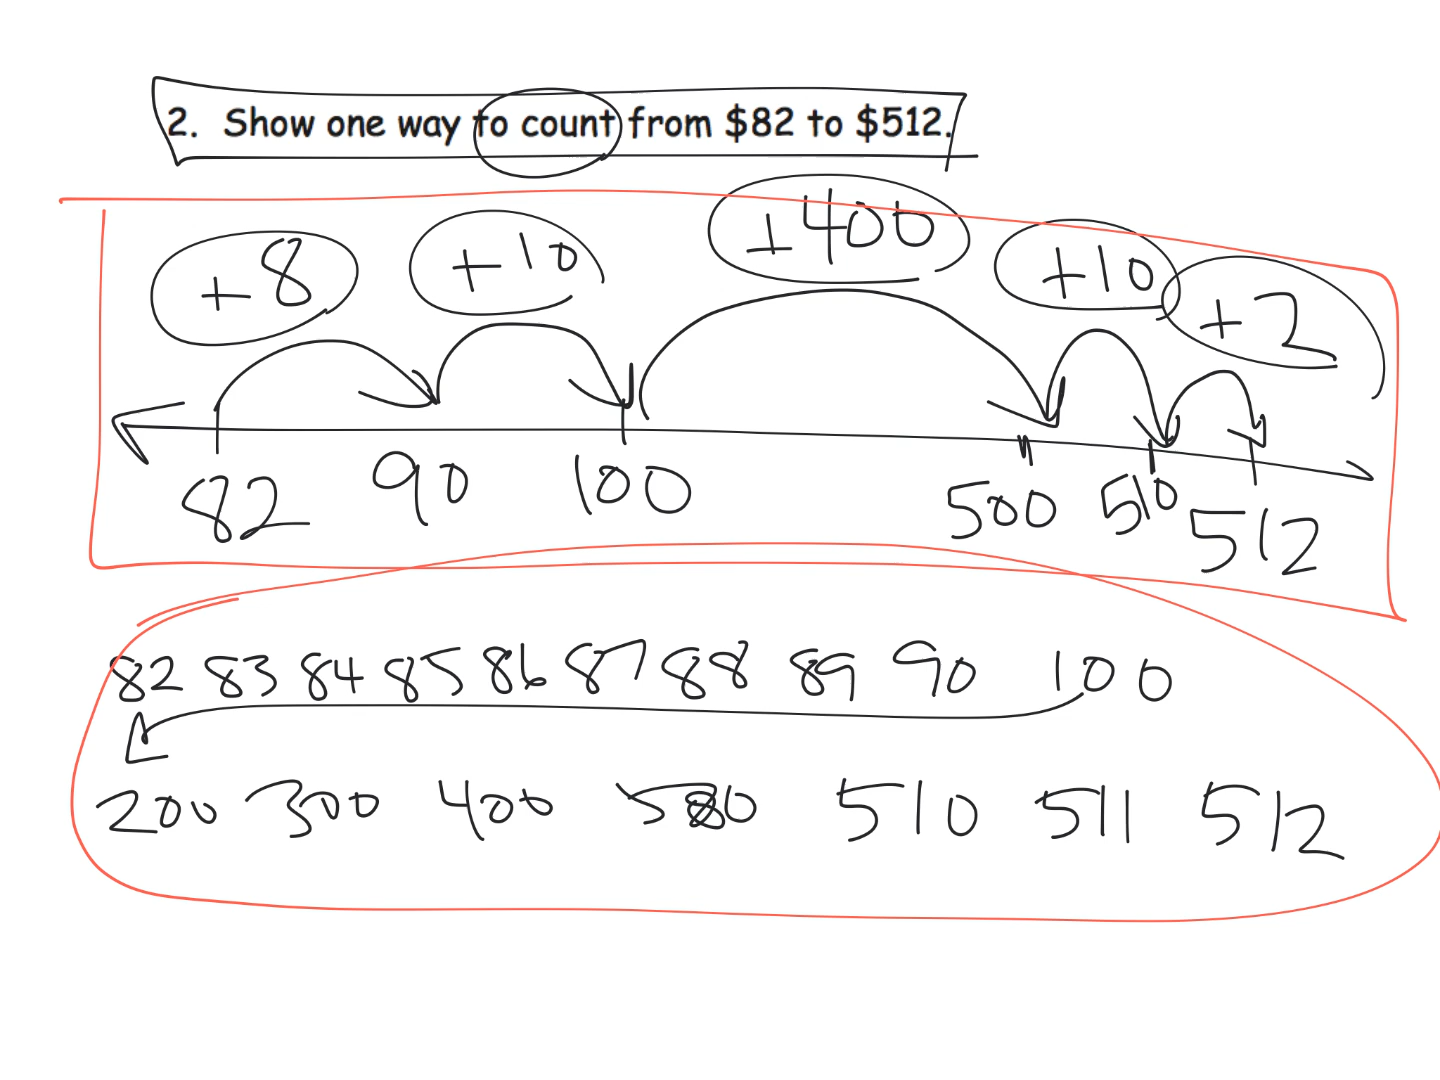 2. Show one way to count from $82 to $512.
+8 +10 +400 +10 +2
82 90 100 500 510 512
82 83 84 85 86 87 88 89 90 100
200 300 400 500 510 511 512